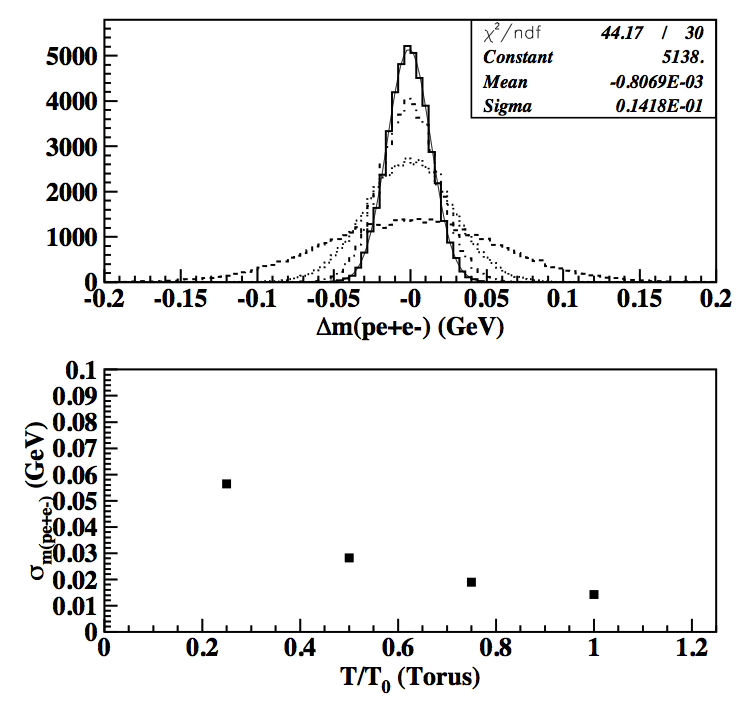 χ²/ndf 44.17 / 30
Constant 5138.
Mean -0.8069E-03
Sigma 0.1418E-01
5000
4000
3000
2000
1000
0
-0.2 -0.15 -0.1 -0.05 -0 0.05 0.1 0.15 0.2
Δm(pe+e-) (GeV)
σm(pe+e-) (GeV)
0.1
0.09
0.08
0.07
0.06
0.05
0.04
0.03
0.02
0.01
0
0 0.2 0.4 0.6 0.8 1 1.2
T/T₀ (Torus)